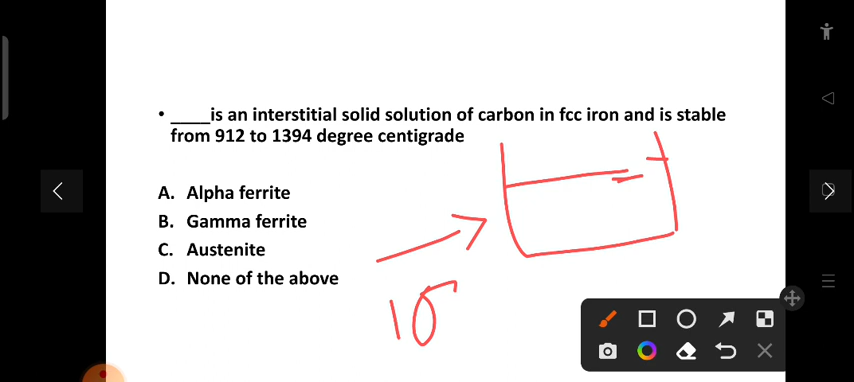 • ____is an interstitial solid solution of carbon in fcc iron and is stable
from 912 to 1394 degree centigrade
A. Alpha ferrite
B. Gamma ferrite
C. Austenite
D. None of the above